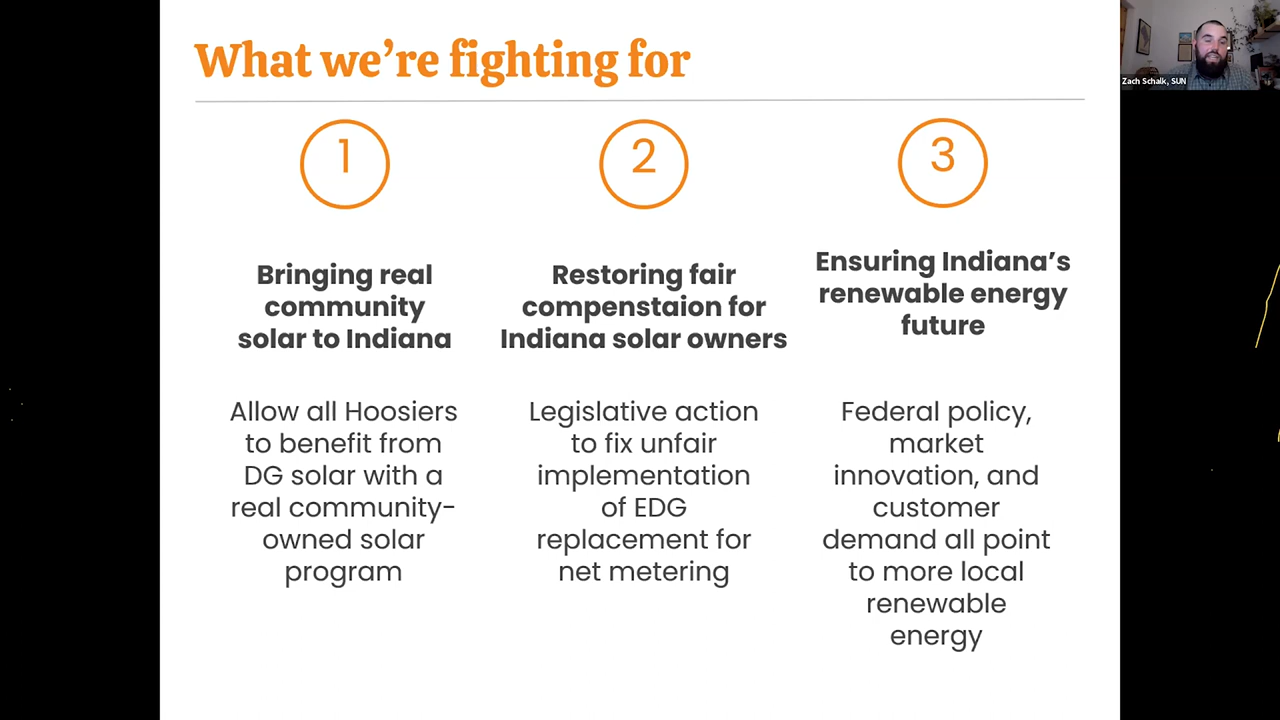 What we're fighting for
Zach Schalk, SUN
1
Bringing real
community
solar to Indiana
Allow all Hoosiers
to benefit from
DG solar with a
real community-
owned solar
program
2
Restoring fair
compenstaion for
Indiana solar owners
Legislative action
to fix unfair
implementation
of EDG
replacement for
net metering
3
Ensuring Indiana's
renewable energy
future
Federal policy,
market
innovation, and
customer
demand all point
to more local
renewable
energy